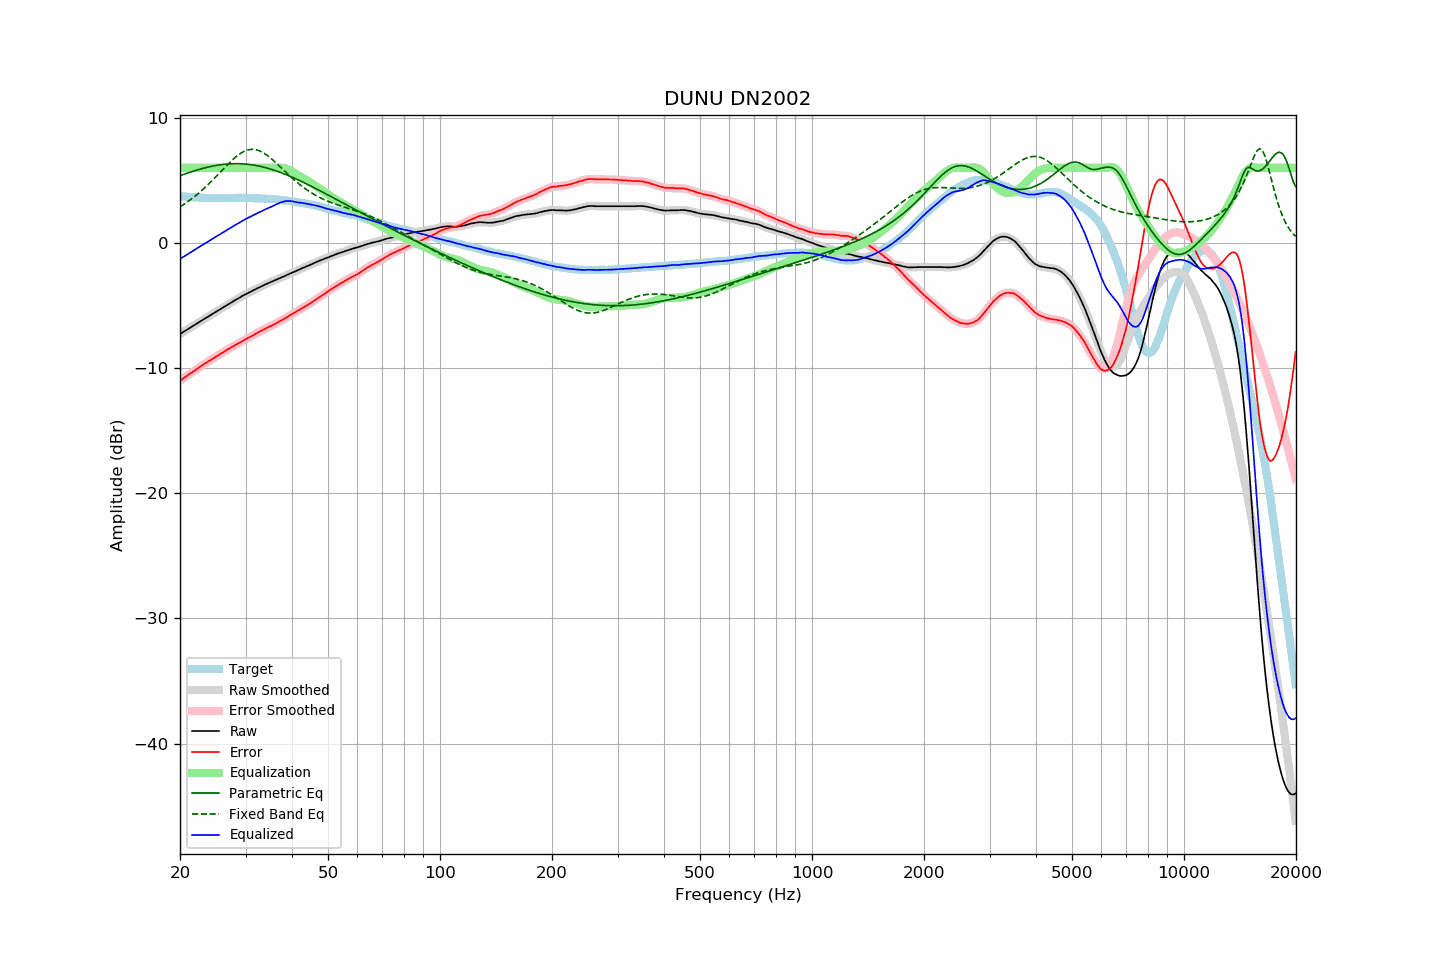 DUNU DN2002
10
0
−10
−20
−30
−40
Amplitude (dBr)
Target
Raw Smoothed
Error Smoothed
Raw
Error
Equalization
Parametric Eq
Fixed Band Eq
Equalized
20 50 100 200 500 1000 2000 5000 10000 20000
Frequency (Hz)